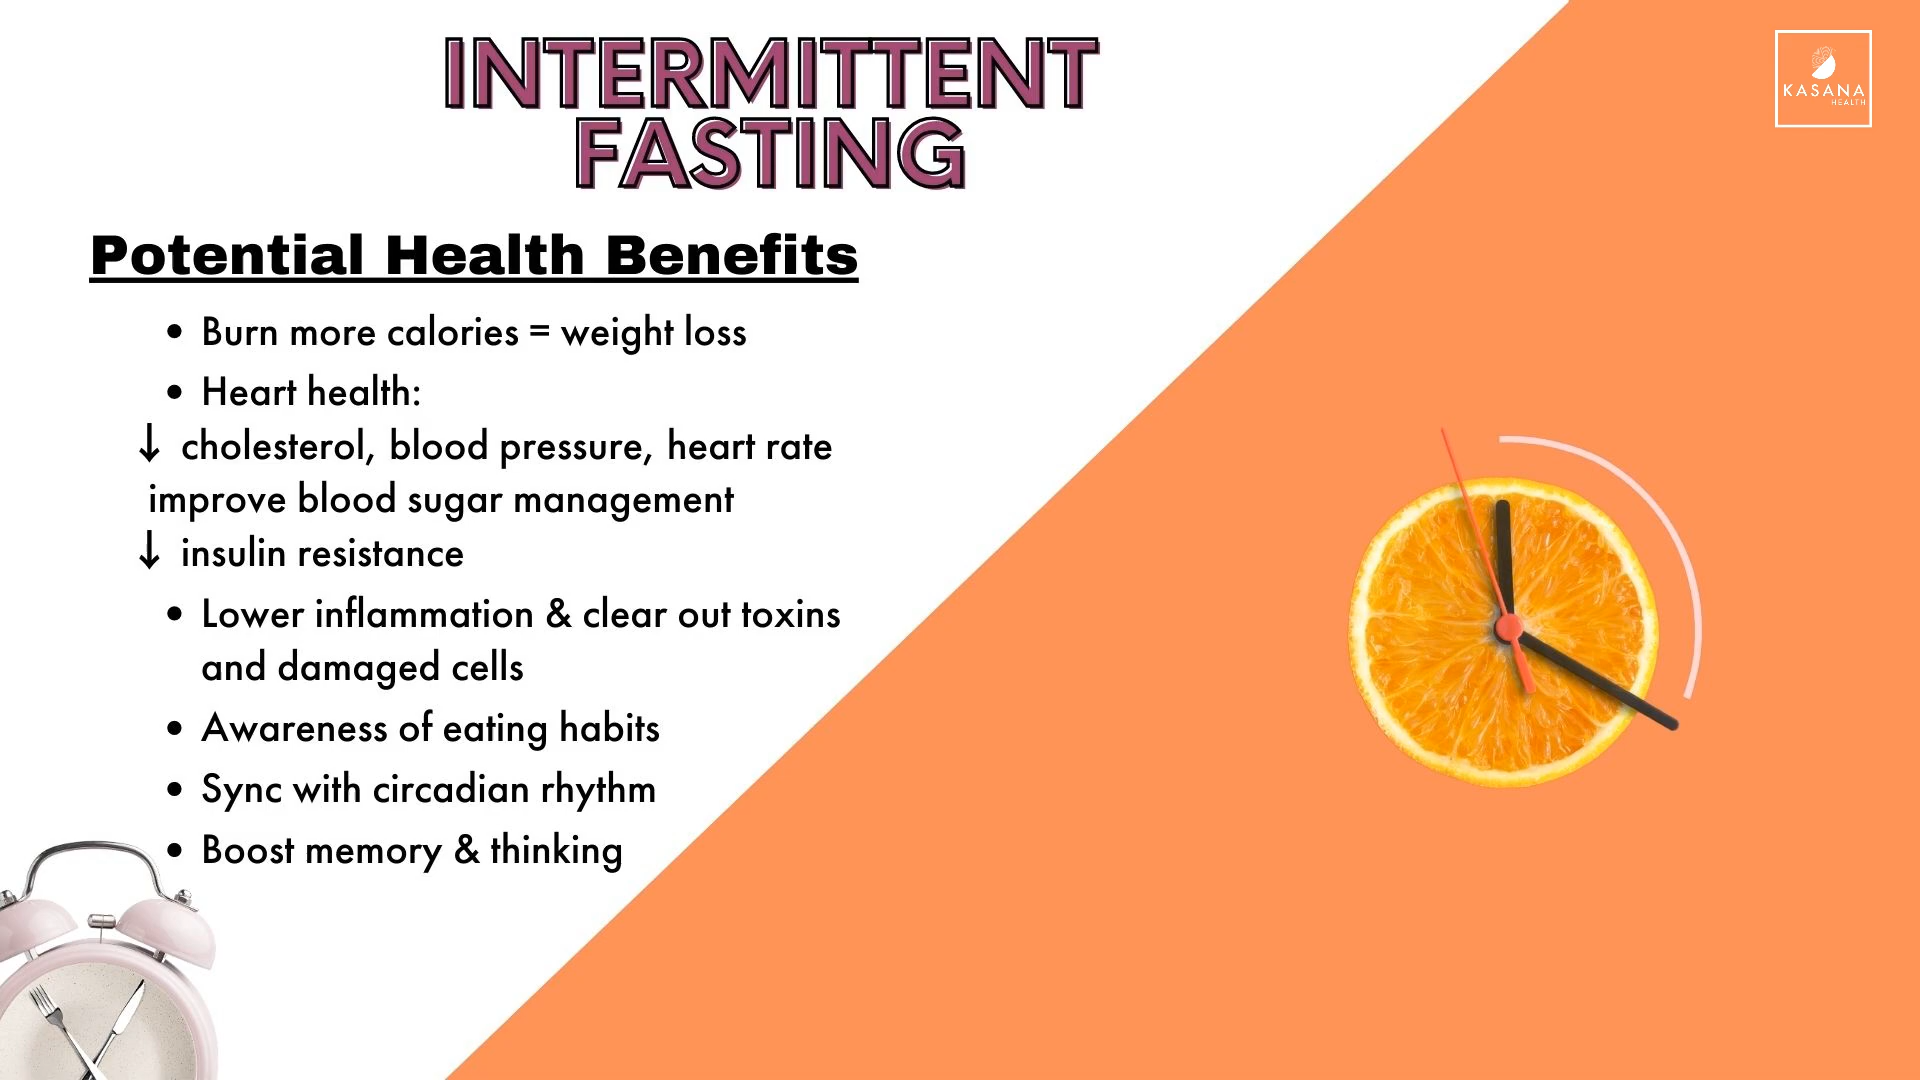 INTERMITTENT
FASTING
KASANA
HEALTH
Potential Health Benefits
• Burn more calories = weight loss
• Heart health:
↓ cholesterol, blood pressure, heart rate
improve blood sugar management
↓ insulin resistance
• Lower inflammation & clear out toxins
and damaged cells
• Awareness of eating habits
• Sync with circadian rhythm
• Boost memory & thinking